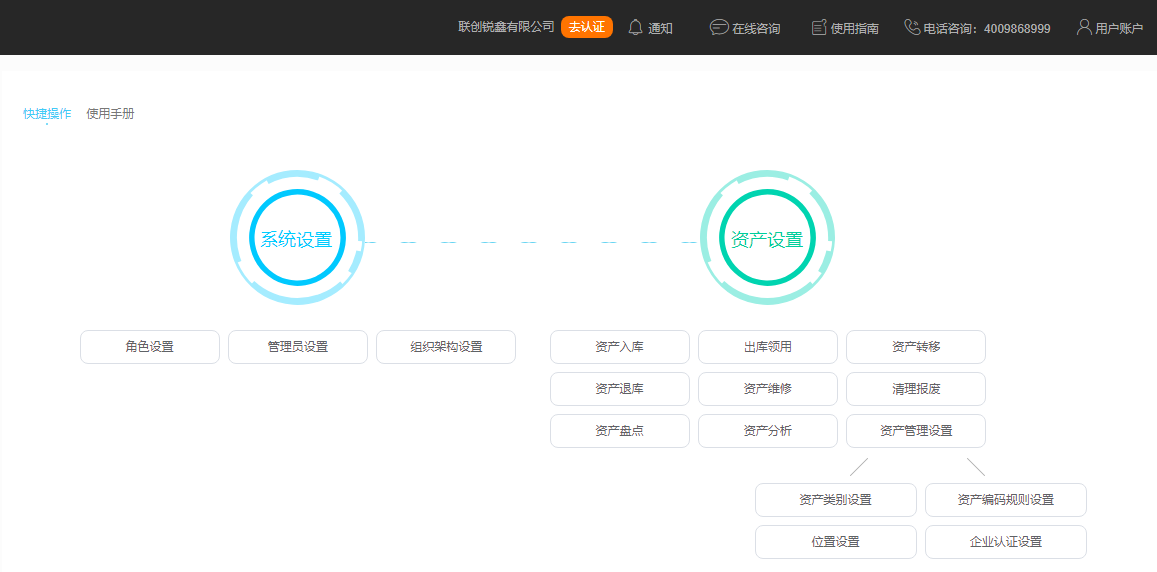 联创锐鑫有限公司 去认证 通知 在线咨询 使用指南 电话咨询：4009868999 用户账户
快捷操作 使用手册
系统设置 资产设置
角色设置 管理员设置 组织架构设置 资产入库 出库领用 资产转移
资产退库 资产维修 清理报废
资产盘点 资产分析 资产管理设置
资产类别设置 资产编码规则设置
位置设置 企业认证设置